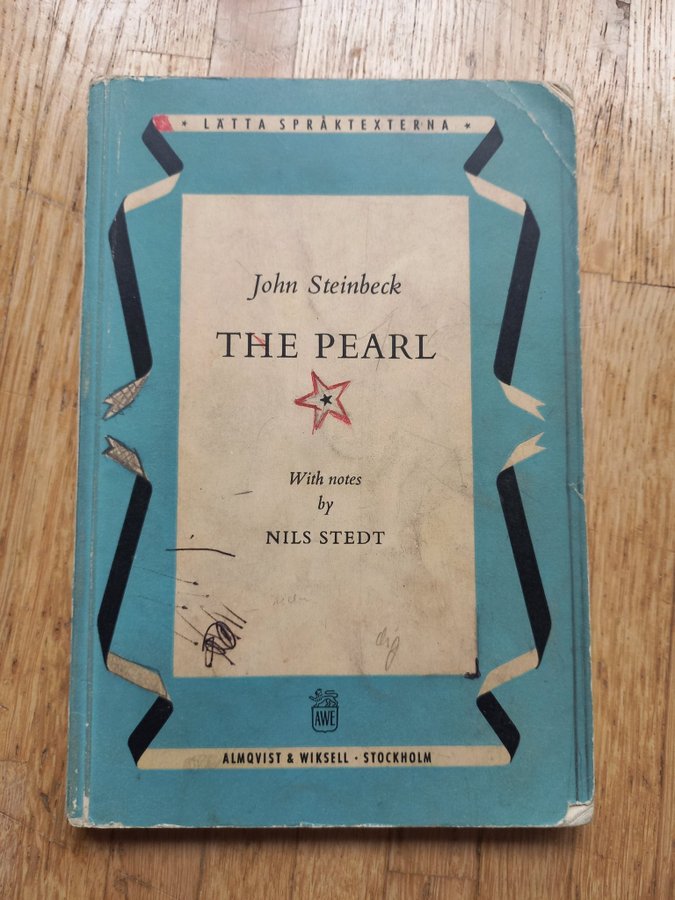 * LÄTTA SPRÅKTEXTERNA *
John Steinbeck
THE PEARL
With notes
by
NILS STEDT
AWE
ALMQVIST & WIKSELL · STOCKHOLM